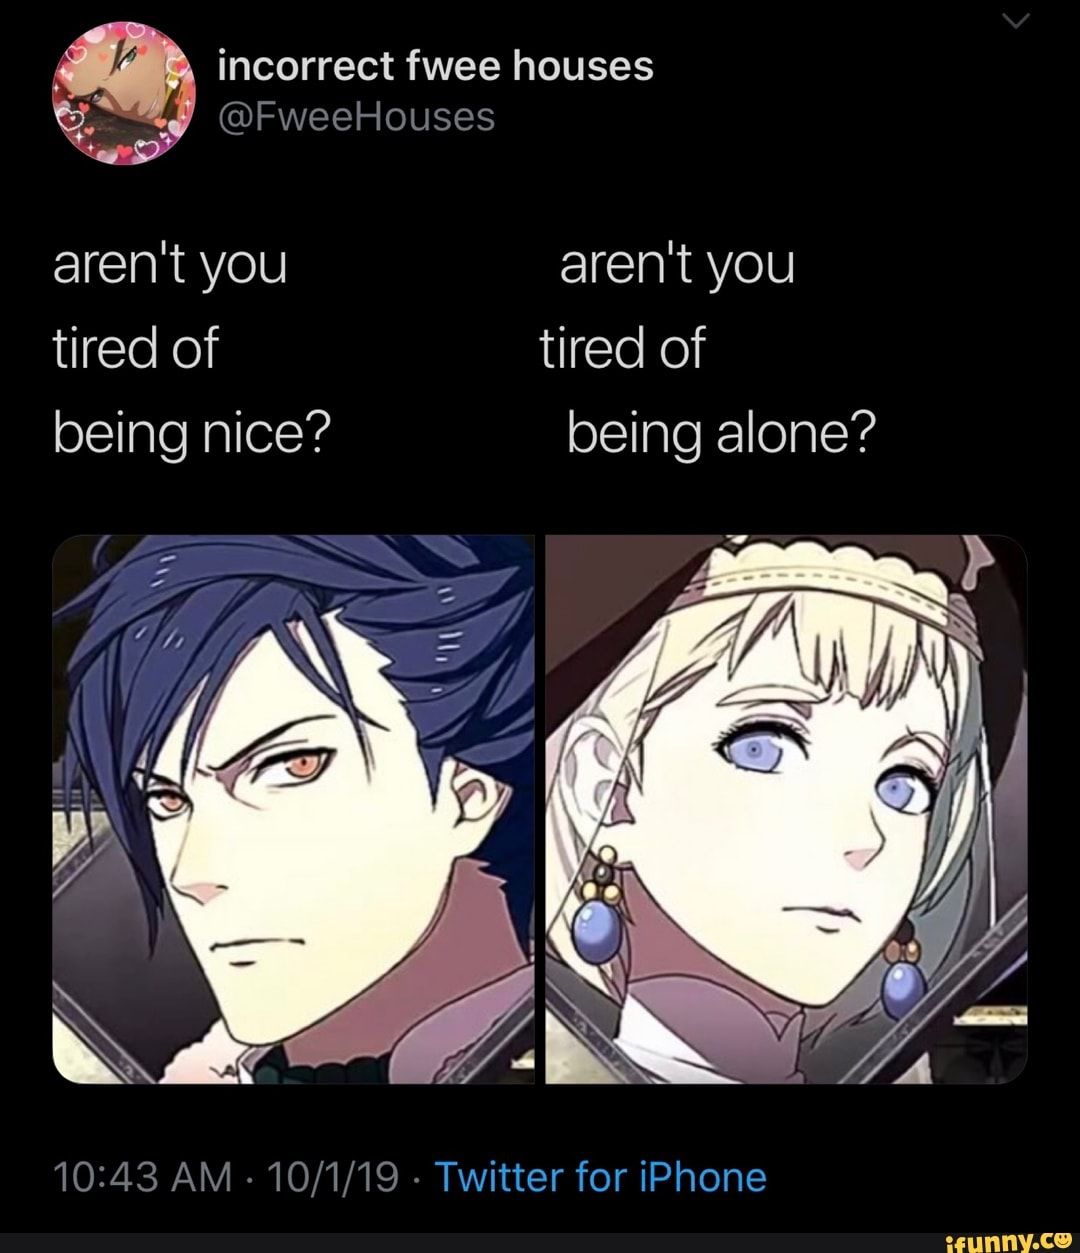 incorrect fwee houses
@FweeHouses
aren't you aren't you
tired of tired of
being nice? being alone?
10:43 AM · 10/1/19 · Twitter for iPhone
ifunny.co